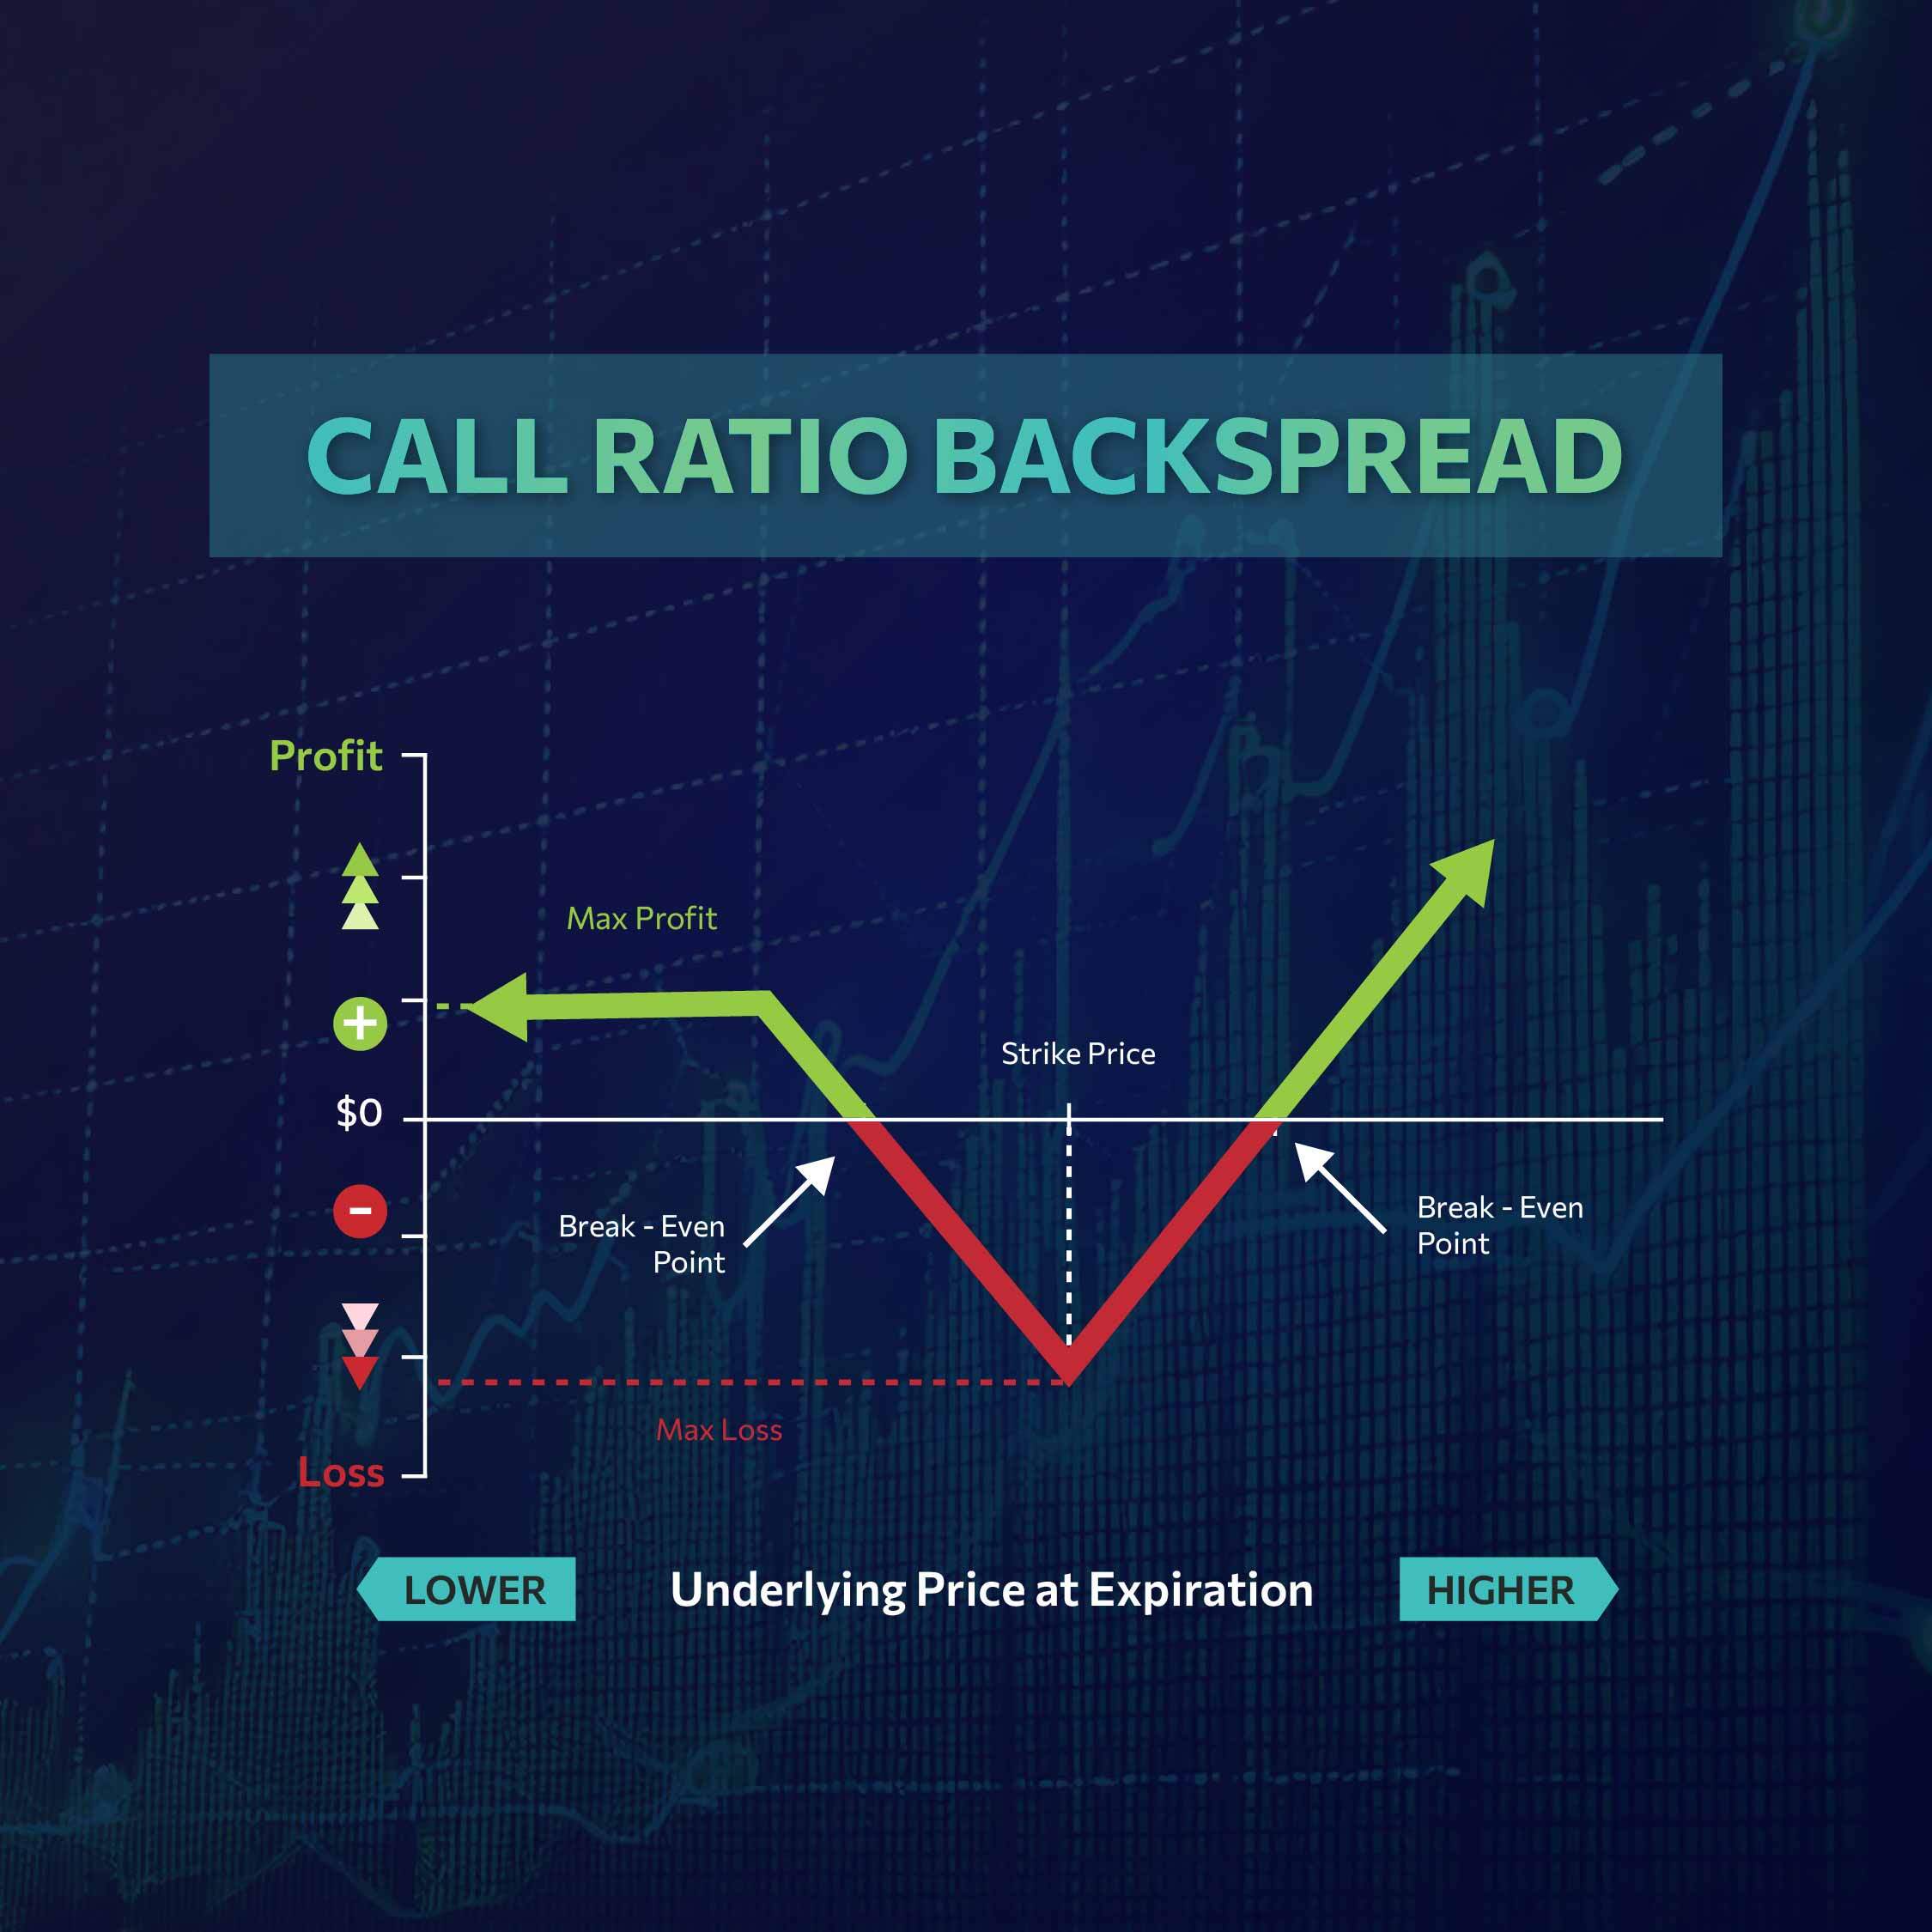 CALL RATIO BACKSPREAD
Profit
Max Profit
+
Strike Price
$0
-
Break - Even
Point
Break - Even
Point
Max Loss
Loss
LOWER
Underlying Price at Expiration
HIGHER